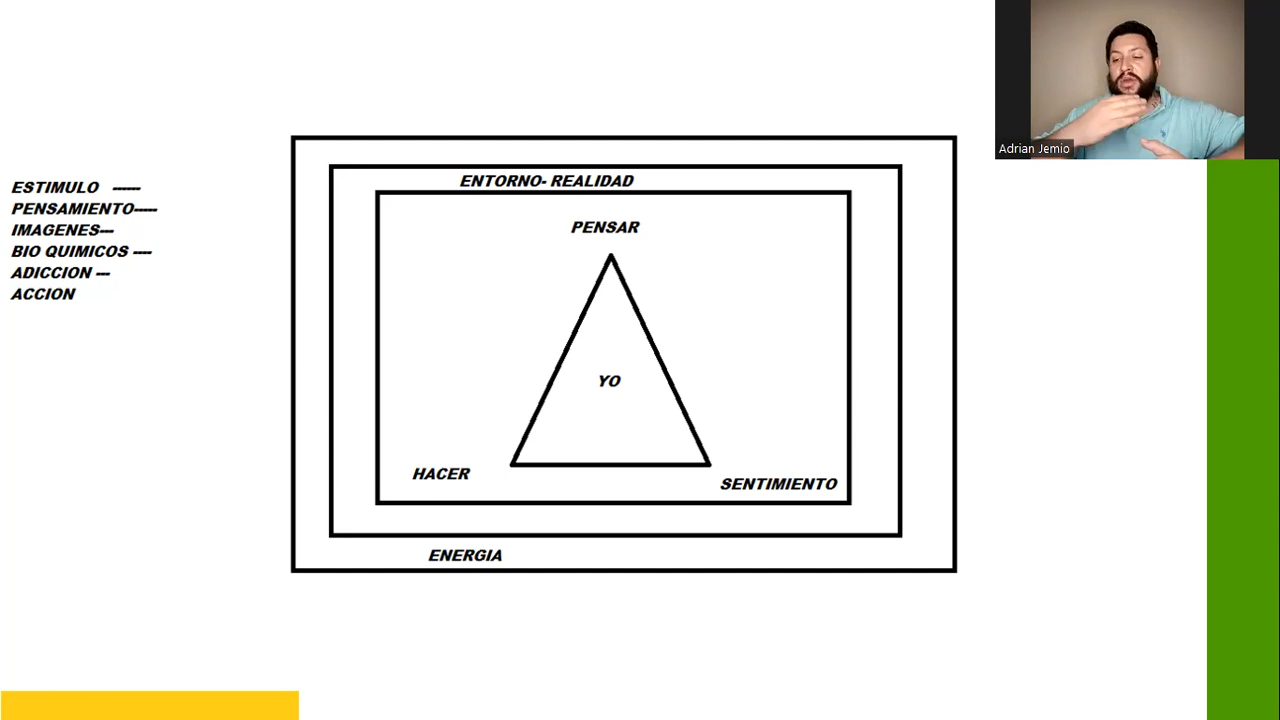 Adrian Jemio
ESTIMULO ------
PENSAMIENTO-----
IMAGENES---
BIO QUIMICOS ----
ADICCION ---
ACCION
ENTORNO- REALIDAD
PENSAR
YO
HACER
SENTIMIENTO
ENERGIA